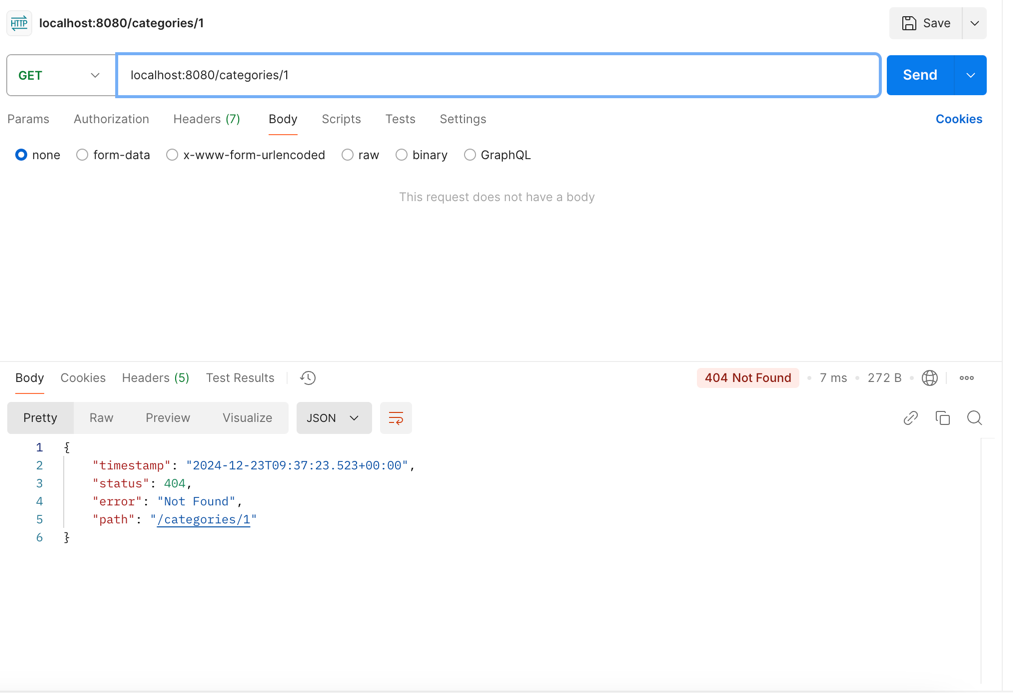 HTTP localhost:8080/categories/1 Save
GET localhost:8080/categories/1 Send
Params Authorization Headers (7) Body Scripts Tests Settings Cookies
none form-data x-www-form-urlencoded raw binary GraphQL
This request does not have a body
Body Cookies Headers (5) Test Results 404 Not Found 7 ms 272 B
Pretty Raw Preview Visualize JSON
1 {
2 "timestamp": "2024-12-23T09:37:23.523+00:00",
3 "status": 404,
4 "error": "Not Found",
5 "path": "/categories/1"
6 }